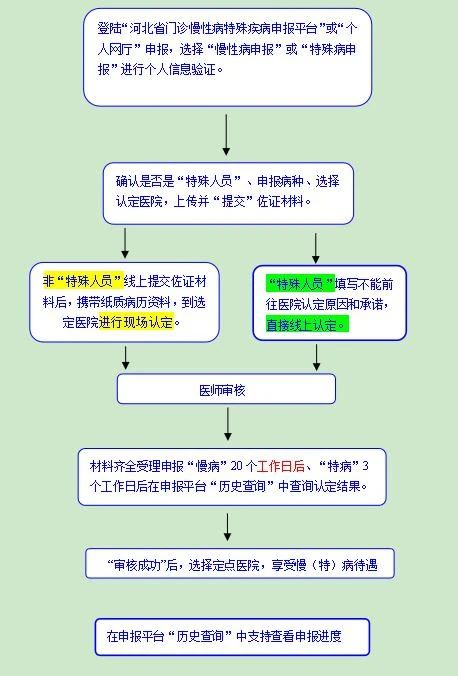 登陆“河北省门诊慢性病特殊疾病申报平台”或“个
人网厅”申报，选择“慢性病申报”或“特殊病申
报”进行个人信息验证。
确认是否是“特殊人员”、申报病种、选择
认定医院，上传并“提交”佐证材料。
非“特殊人员”线上提交佐证材
料后，携带纸质病历资料，到选
定医院进行现场认定。
“特殊人员”填写不能前
往医院认定原因和承诺，
直接线上认定。
医师审核
材料齐全受理申报“慢病”20个工作日后、“特病”3
个工作日后在申报平台“历史查询”中查询认定结果。
“审核成功”后，选择定点医院，享受慢（特）病待遇
在申报平台“历史查询”中支持查看申报进度